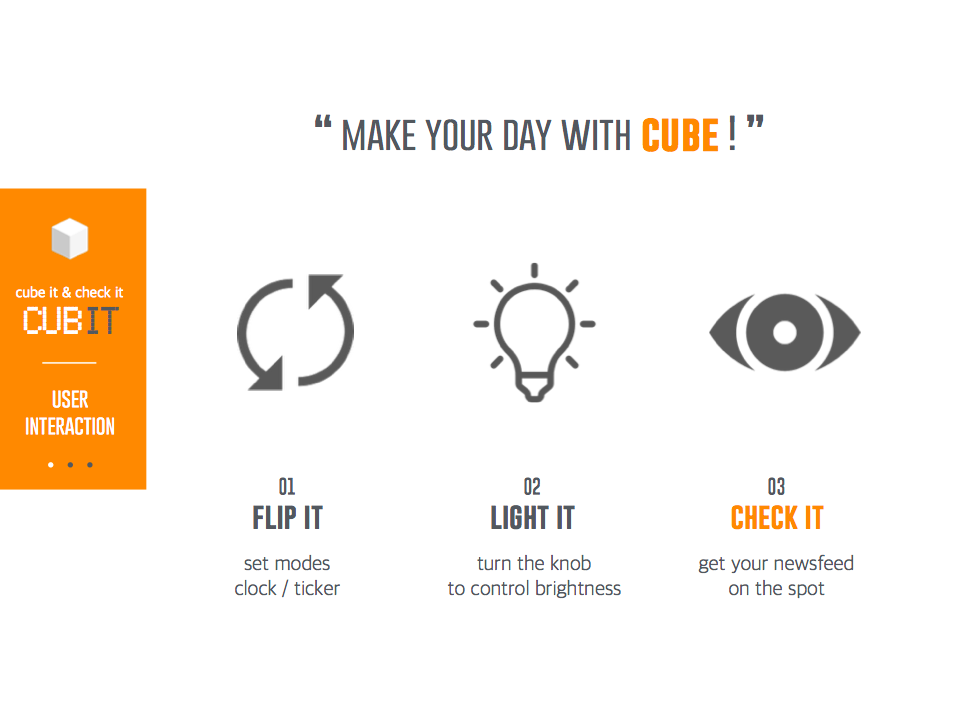 “ MAKE YOUR DAY WITH CUBE ! ”
cube it & check it
CUBIT
USER
INTERACTION
01
FLIP IT
set modes
clock / ticker
02
LIGHT IT
turn the knob
to control brightness
03
CHECK IT
get your newsfeed
on the spot